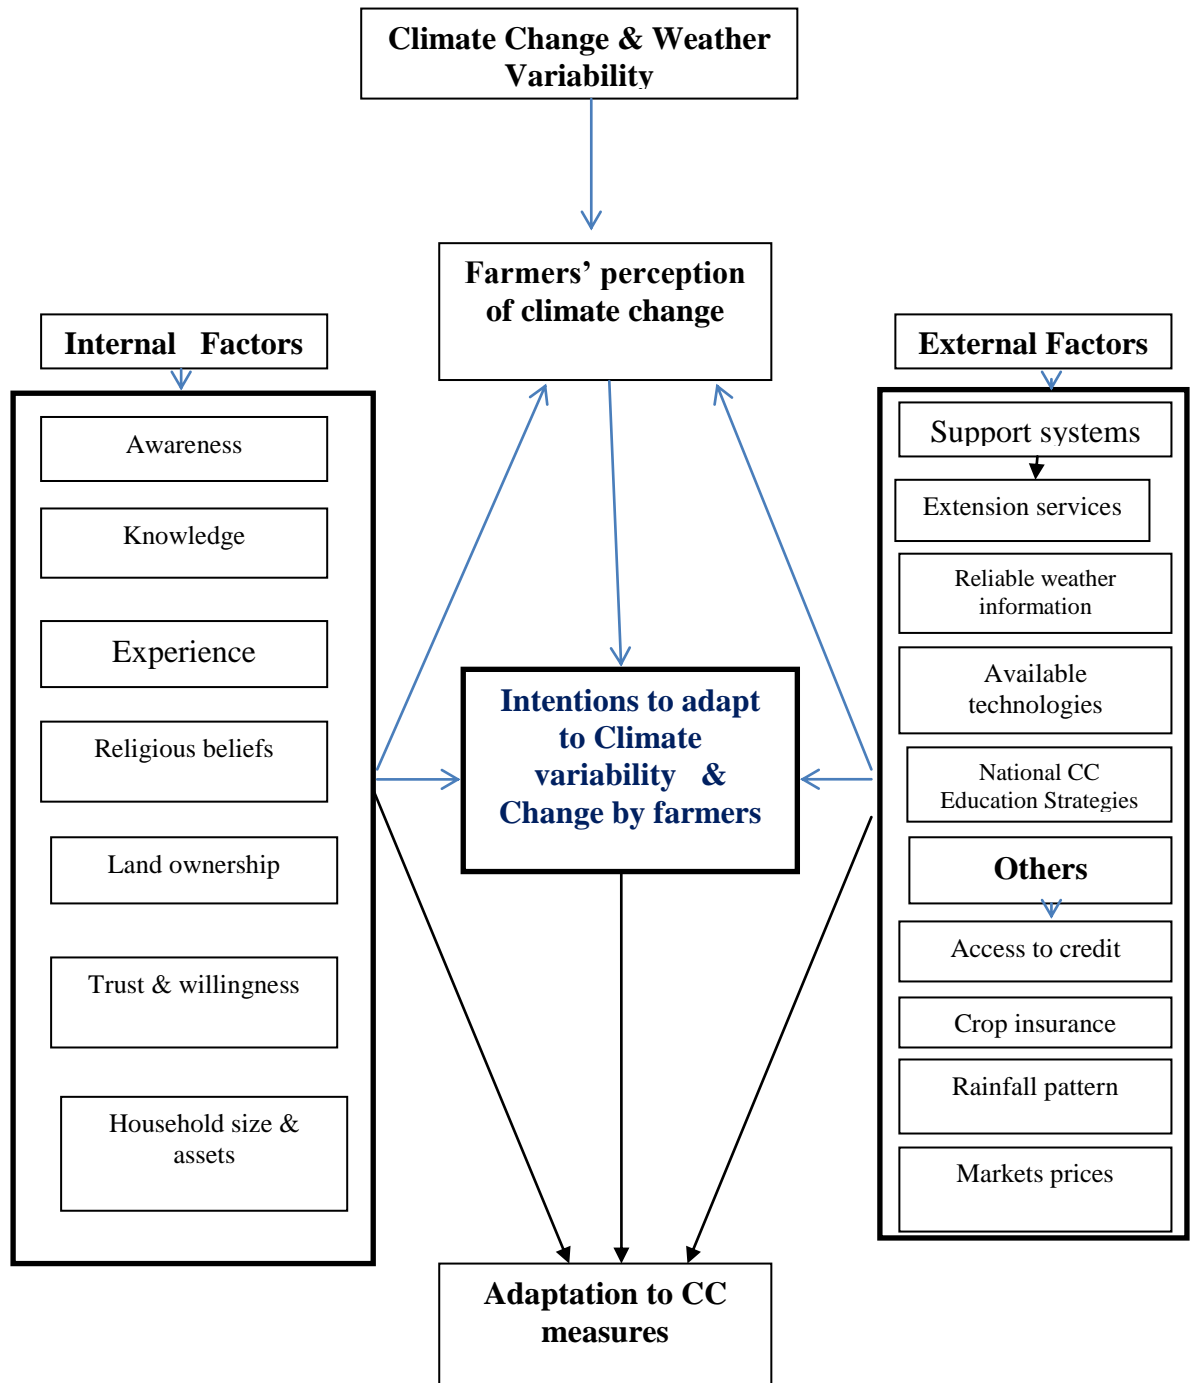 Climate Change & Weather
Variability
Farmers’ perception
of climate change
Internal Factors
Awareness
Knowledge
Experience
Religious beliefs
Land ownership
Trust & willingness
Household size &
assets
Intentions to adapt
to Climate
variability &
Change by farmers
External Factors
Support systems
Extension services
Reliable weather
information
Available
technologies
National CC
Education Strategies
Others
Access to credit
Crop insurance
Rainfall pattern
Markets prices
Adaptation to CC
measures